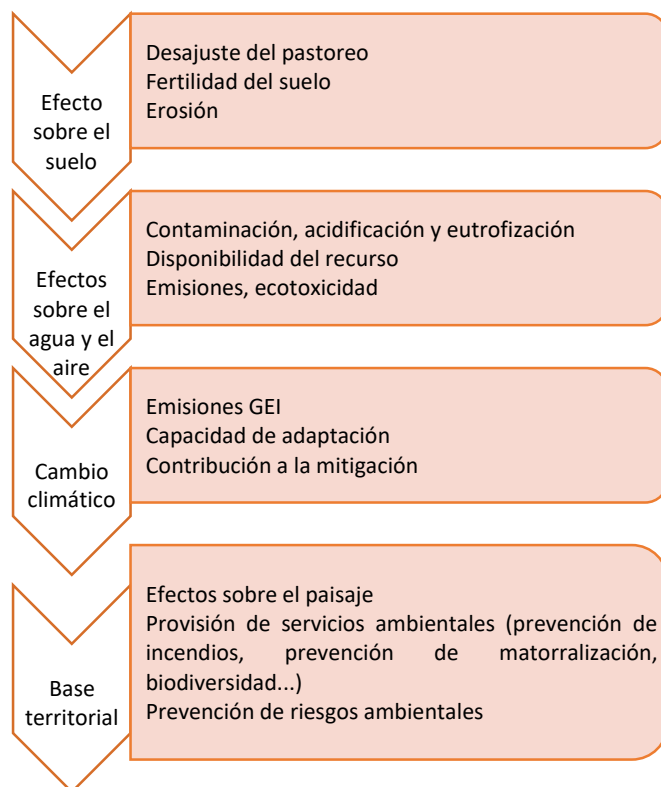 Efecto
sobre el
suelo
Desajuste del pastoreo
Fertilidad del suelo
Erosión
Efectos
sobre el
agua y el
aire
Contaminación, acidificación y eutrofización
Disponibilidad del recurso
Emisiones, ecotoxicidad
Cambio
climático
Emisiones GEI
Capacidad de adaptación
Contribución a la mitigación
Base
territorial
Efectos sobre el paisaje
Provisión de servicios ambientales (prevención de
incendios, prevención de matorralización,
biodiversidad...)
Prevención de riesgos ambientales